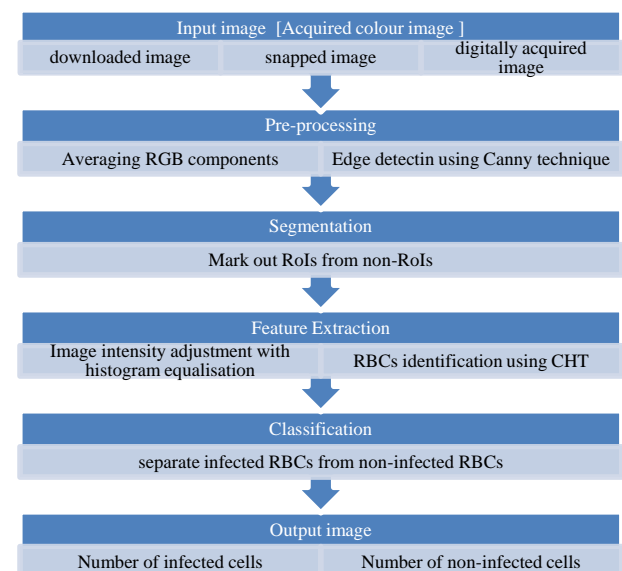 Input image [Acquired colour image ]
downloaded image
snapped image
digitally acquired
image
Pre-processing
Averaging RGB components
Edge detectin using Canny technique
Segmentation
Mark out RoIs from non-RoIs
Feature Extraction
Image intensity adjustment with
histogram equalisation
RBCs identification using CHT
Classification
separate infected RBCs from non-infected RBCs
Output image
Number of infected cells
Number of non-infected cells